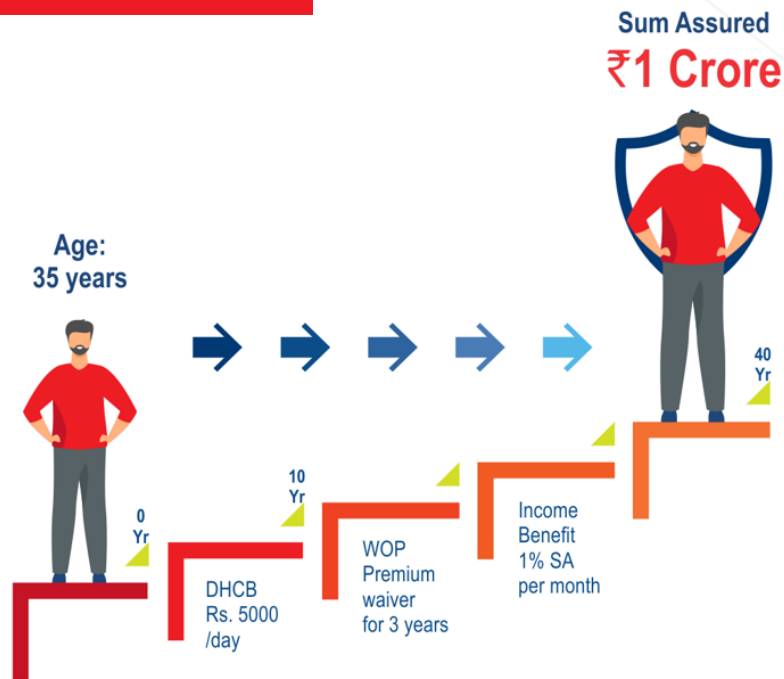 Sum Assured
₹1 Crore
Age:
35 years
40
Yr
10
Yr
0
Yr
DHCB
Rs. 5000
/day
WOP
Premium
waiver
for 3 years
Income
Benefit
1% SA
per month